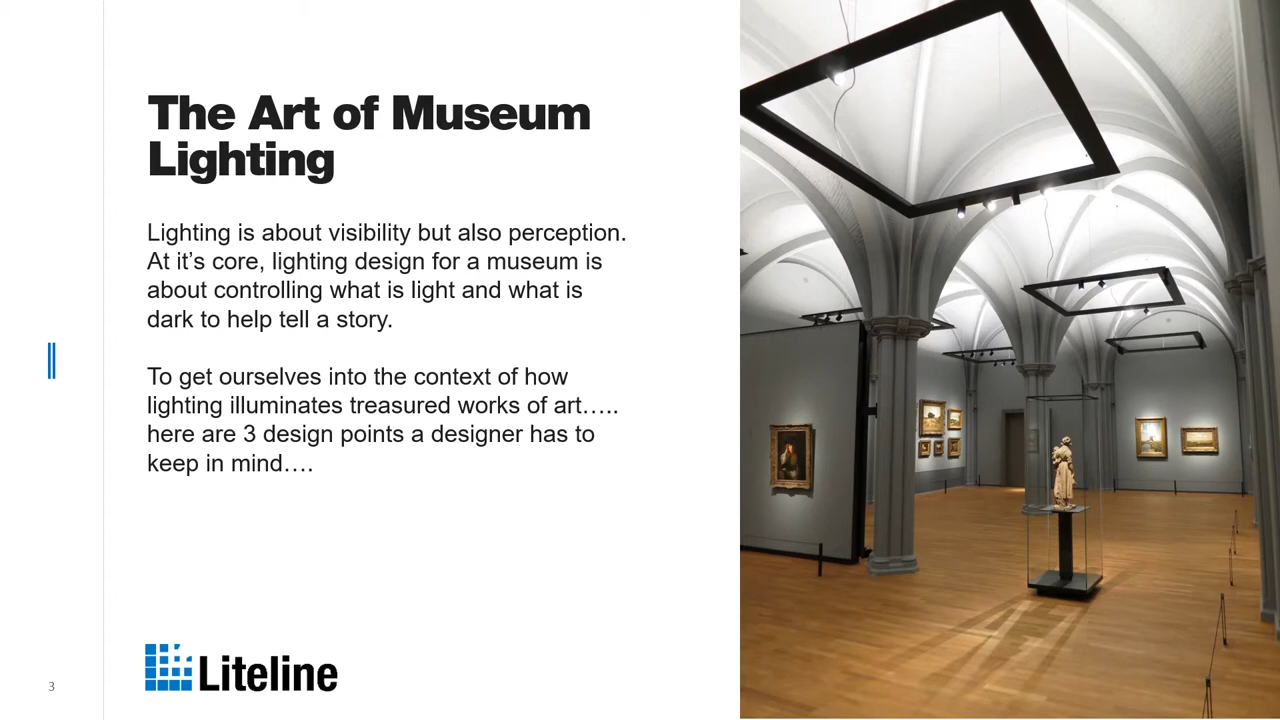 The Art of Museum
Lighting
Lighting is about visibility but also perception.
At it’s core, lighting design for a museum is
about controlling what is light and what is
dark to help tell a story.
To get ourselves into the context of how
lighting illuminates treasured works of art…..
here are 3 design points a designer has to
keep in mind….
Liteline
3